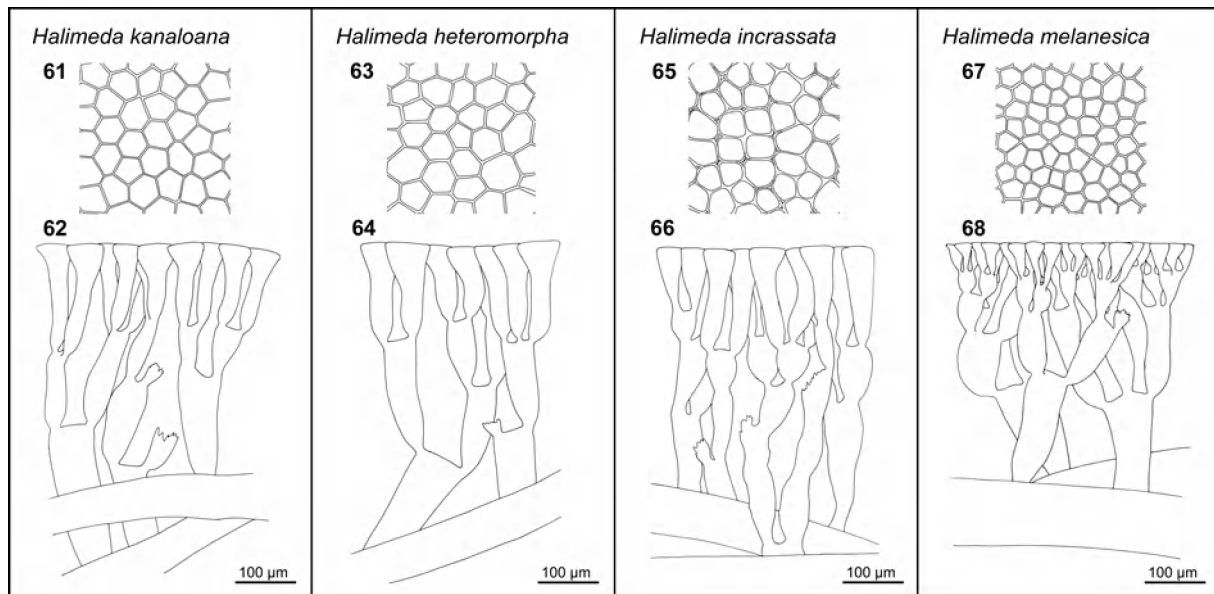 Halimeda kanaloana
61
62
100 µm
Halimeda heteromorpha
63
64
100 µm
Halimeda incrassata
65
66
100 µm
Halimeda melanesica
67
68
100 µm